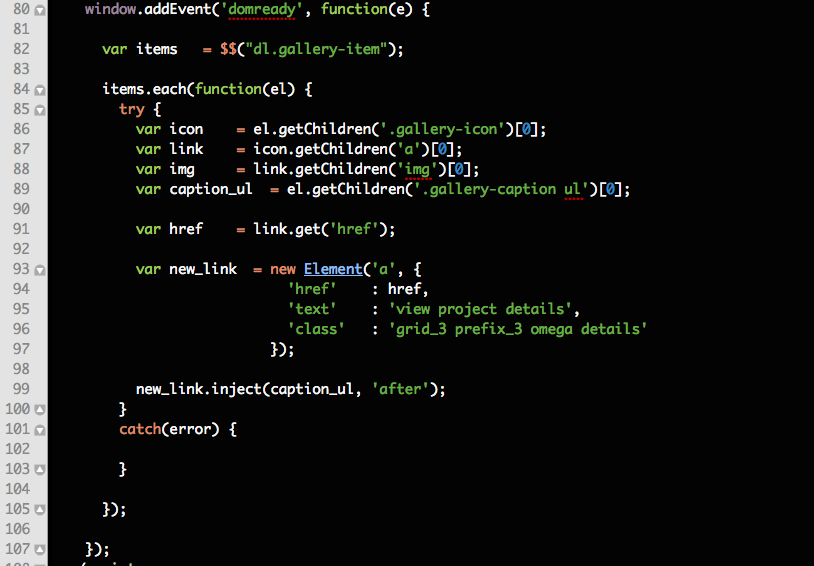 80 window.addEvent('domready', function(e) {
81
82 var items = $$("dl.gallery-item");
83
84 items.each(function(el) {
85 try {
86 var icon = el.getChildren('.gallery-icon')[0];
87 var link = icon.getChildren('a')[0];
88 var img = link.getChildren('img')[0];
89 var caption_ul = el.getChildren('.gallery-caption ul')[0];
90
91 var href = link.get('href');
92
93 var new_link = new Element('a', {
94 'href' : href,
95 'text' : 'view project details',
96 'class' : 'grid_3 prefix_3 omega details'
97 });
98
99 new_link.inject(caption_ul, 'after');
100 }
101 catch(error) {
102
103 }
104
105 });
106
107 });